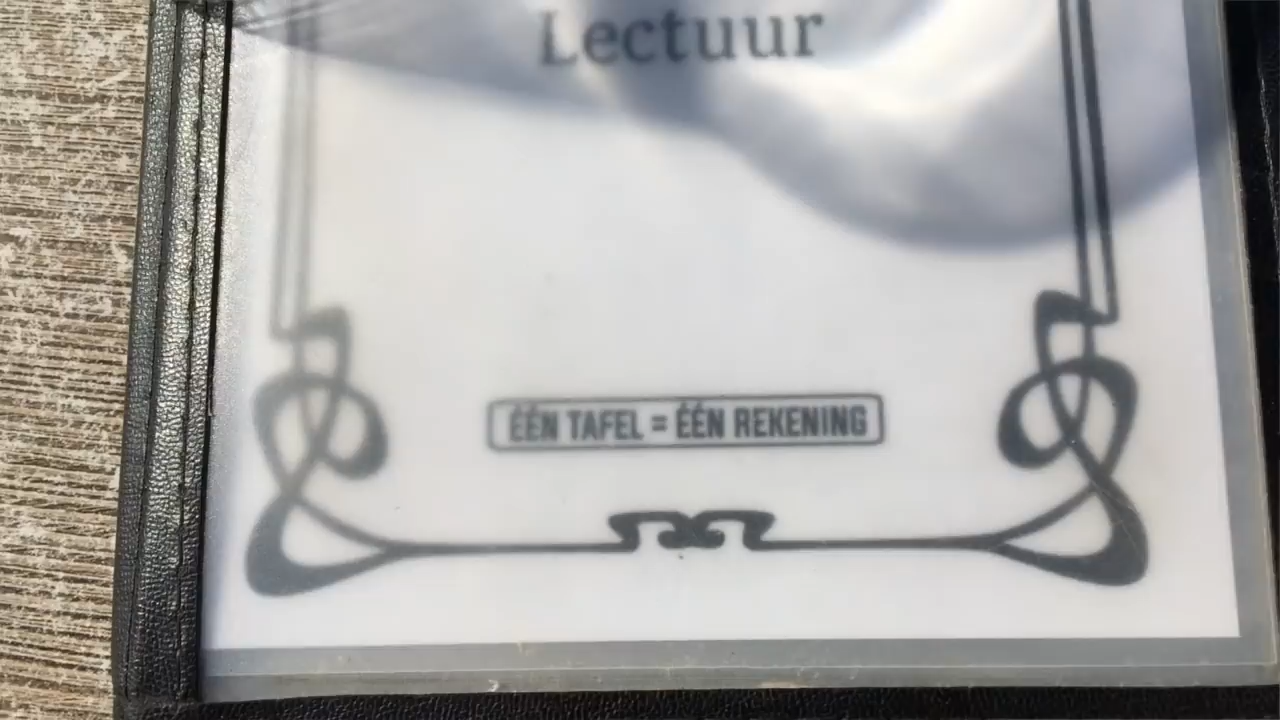 Lectuur
ÉÉN TAFEL = ÉÉN REKENING